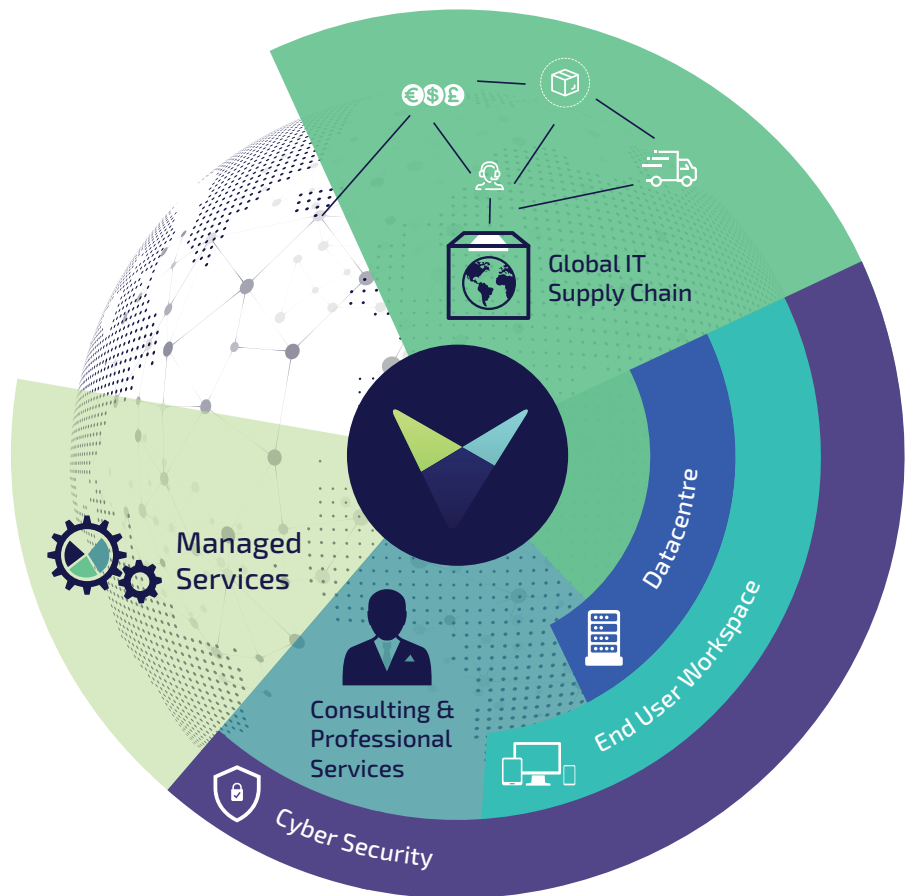 € $ £
Global IT
Supply Chain
Datacentre
End User Workspace
Managed
Services
Consulting &
Professional
Services
Cyber Security